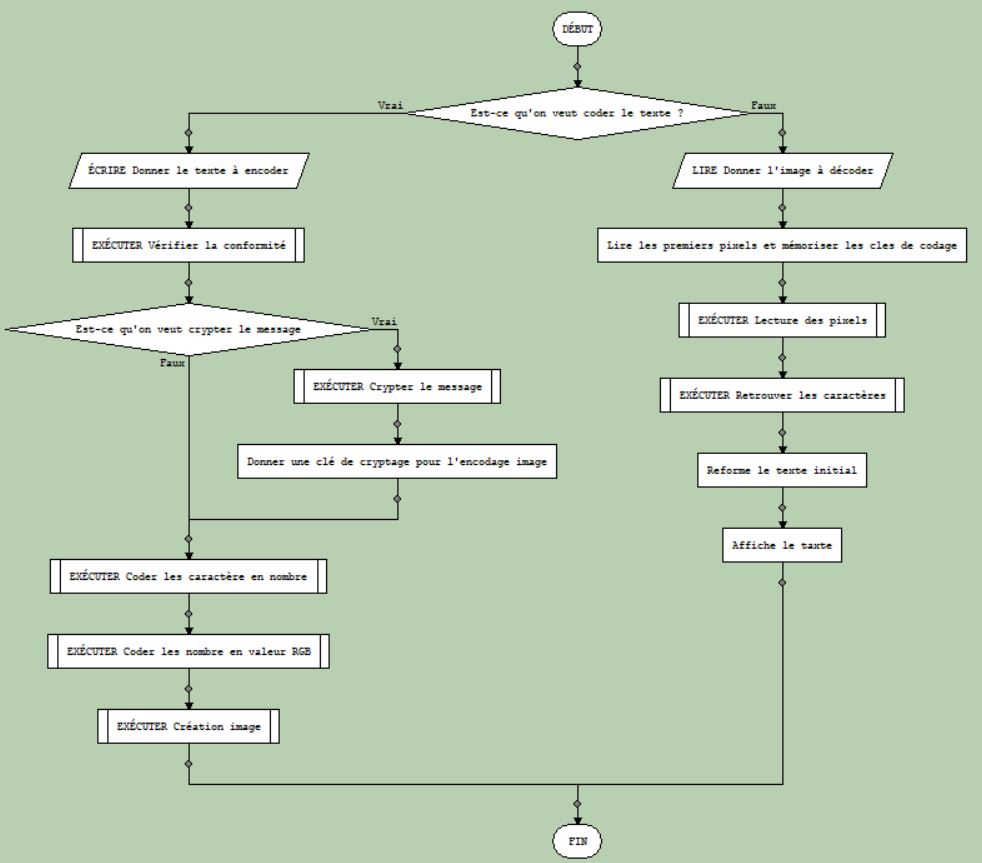 DÉBUT
Est-ce qu'on veut coder le texte ?
Vrai
Faux
ÉCRIRE Donner le texte à encoder
EXÉCUTER Vérifier la conformité
Est-ce qu'on veut crypter le message
Vrai
Faux
EXÉCUTER Crypter le message
Donner une clé de cryptage pour l'encodage image
EXÉCUTER Coder les caractère en nombre
EXÉCUTER Coder les nombre en valeur RGB
EXÉCUTER Création image
LIRE Donner l'image à décoder
Lire les premiers pixels et mémoriser les cles de codage
EXÉCUTER Lecture des pixels
EXÉCUTER Retrouver les caractères
Reforme le texte initial
Affiche le taxte
FIN